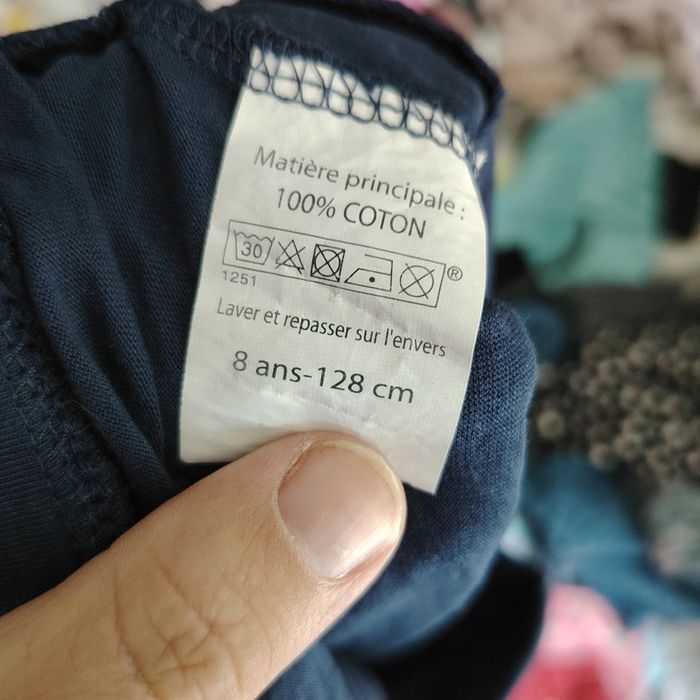 Matière principale :
100% COTON
30
®
1251
Laver et repasser sur l'envers
8 ans-128 cm